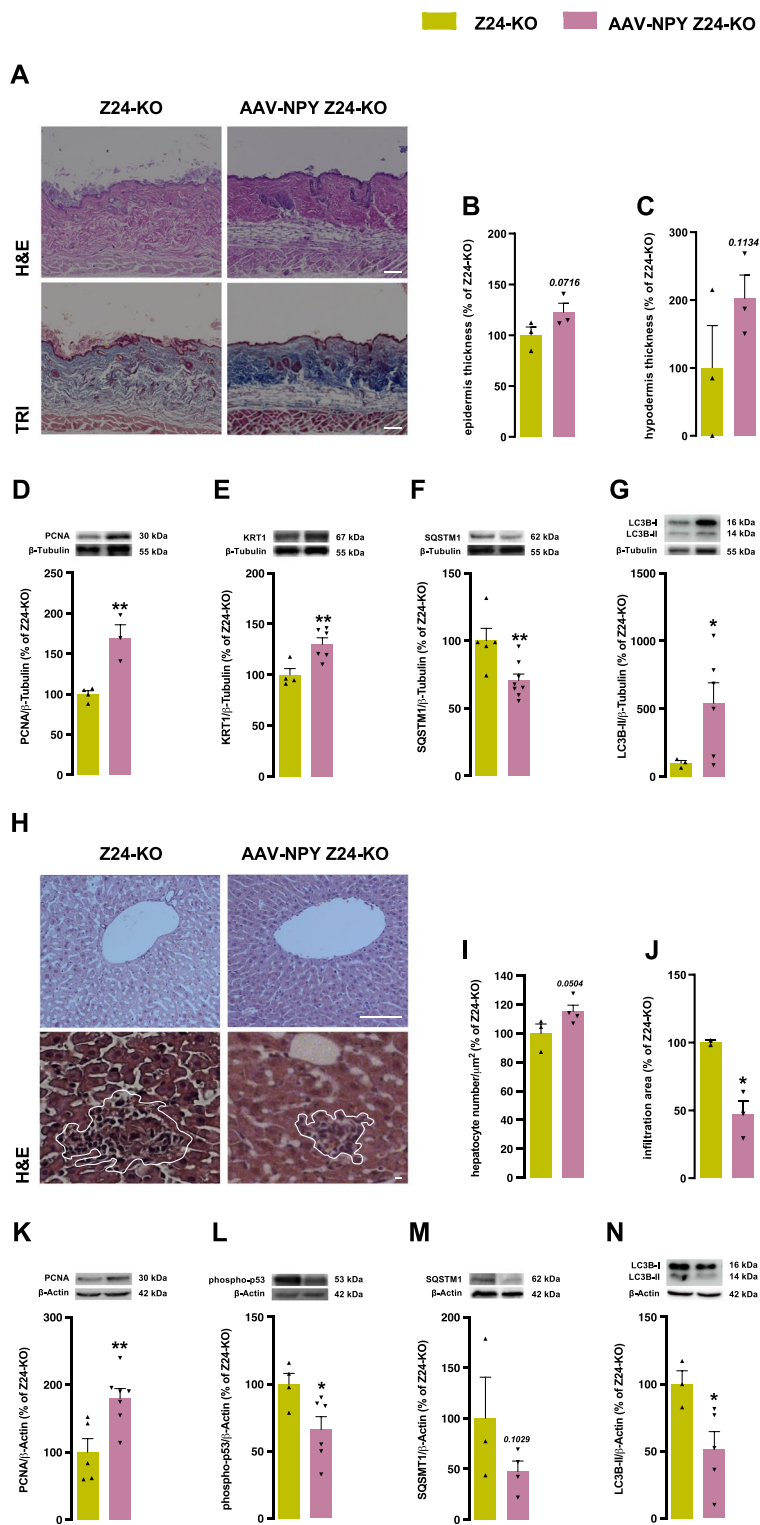 Z24-KO AAV-NPY Z24-KO
A
Z24-KO AAV-NPY Z24-KO
H&E
TRI
B
epidermis thickness (% of Z24-KO)
200
150
100
50
0
0.0716
C
hypodermis thickness (% of Z24-KO)
300
200
100
0
0.1134
D
PCNA 30 kDa
β-Tubulin 55 kDa
PCNA/β-Tubulin (% of Z24-KO)
250
200
150
100
50
0
**
E
KRT1 67 kDa
β-Tubulin 55 kDa
KRT1/β-Tubulin (% of Z24-KO)
200
150
100
50
0
**
F
SQSTM1 62 kDa
β-Tubulin 55 kDa
SQSTM1/β-Tubulin (% of Z24-KO)
150
100
50
0
**
G
LC3B-I 16 kDa
LC3B-II 14 kDa
β-Tubulin 55 kDa
LC3B-II/β-Tubulin (% of Z24-KO)
1500
1000
500
0
*
H
Z24-KO AAV-NPY Z24-KO
H&E
I
hepatocyte number/μm² (% of Z24-KO)
140
120
100
80
60
40
20
0
0.0504
J
infiltration area (% of Z24-KO)
150
100
50
0
*
K
PCNA 30 kDa
β-Actin 42 kDa
PCNA/β-Actin (% of Z24-KO)
300
200
100
0
**
L
phospho-p53 53 kDa
β-Actin 42 kDa
phospho-p53/β-Actin (% of Z24-KO)
150
100
50
0
*
M
SQSTM1 62 kDa
β-Actin 42 kDa
SQSMT1/β-Actin (% of Z24-KO)
200
150
100
50
0
0.1029
N
LC3B-I 16 kDa
LC3B-II 14 kDa
β-Actin 42 kDa
LC3B-II/β-Actin (% of Z24-KO)
150
100
50
0
*